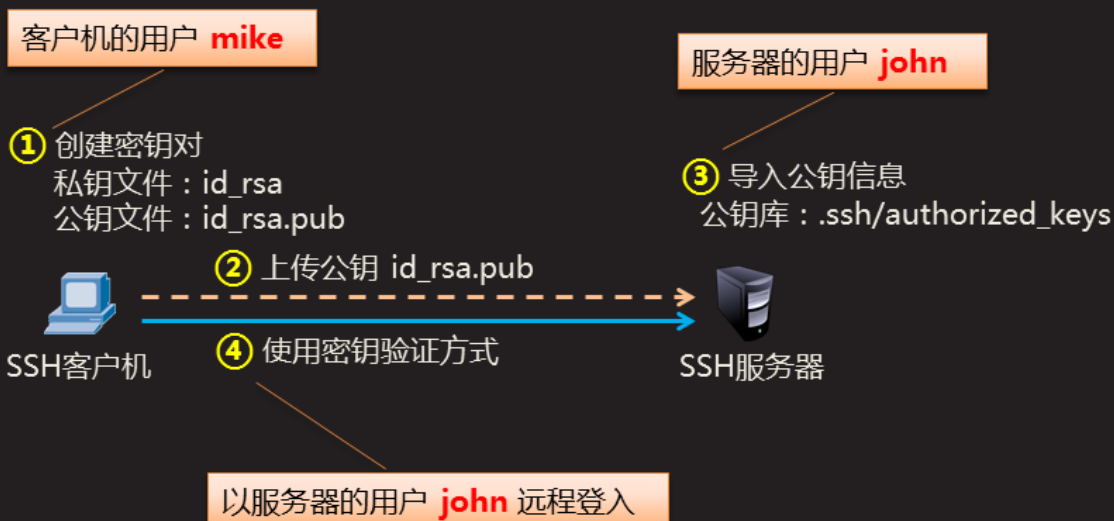 客户机的用户 mike
服务器的用户 john
① 创建密钥对
私钥文件：id_rsa
公钥文件：id_rsa.pub
③ 导入公钥信息
公钥库：.ssh/authorized_keys
② 上传公钥 id_rsa.pub
④ 使用密钥验证方式
SSH客户机
SSH服务器
以服务器的用户 john 远程登入